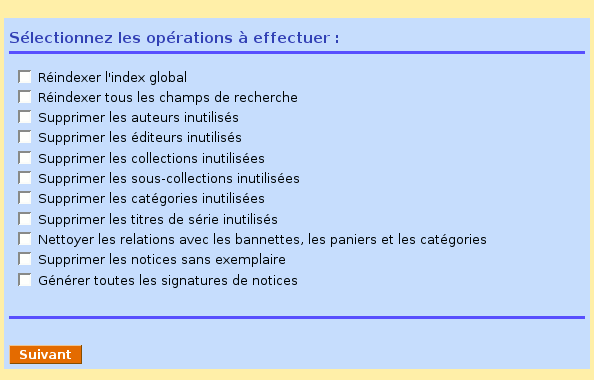 Sélectionnez les opérations à effectuer :
Réindexer l'index global
Réindexer tous les champs de recherche
Supprimer les auteurs inutilisés
Supprimer les éditeurs inutilisés
Supprimer les collections inutilisées
Supprimer les sous-collections inutilisées
Supprimer les catégories inutilisées
Supprimer les titres de série inutilisés
Nettoyer les relations avec les bannettes, les paniers et les catégories
Supprimer les notices sans exemplaire
Générer toutes les signatures de notices
Suivant